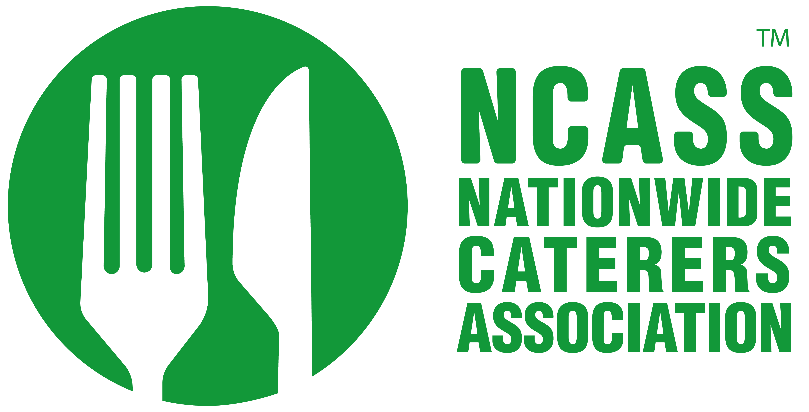 TM
NCASS
NATIONWIDE
CATERERS
ASSOCIATION